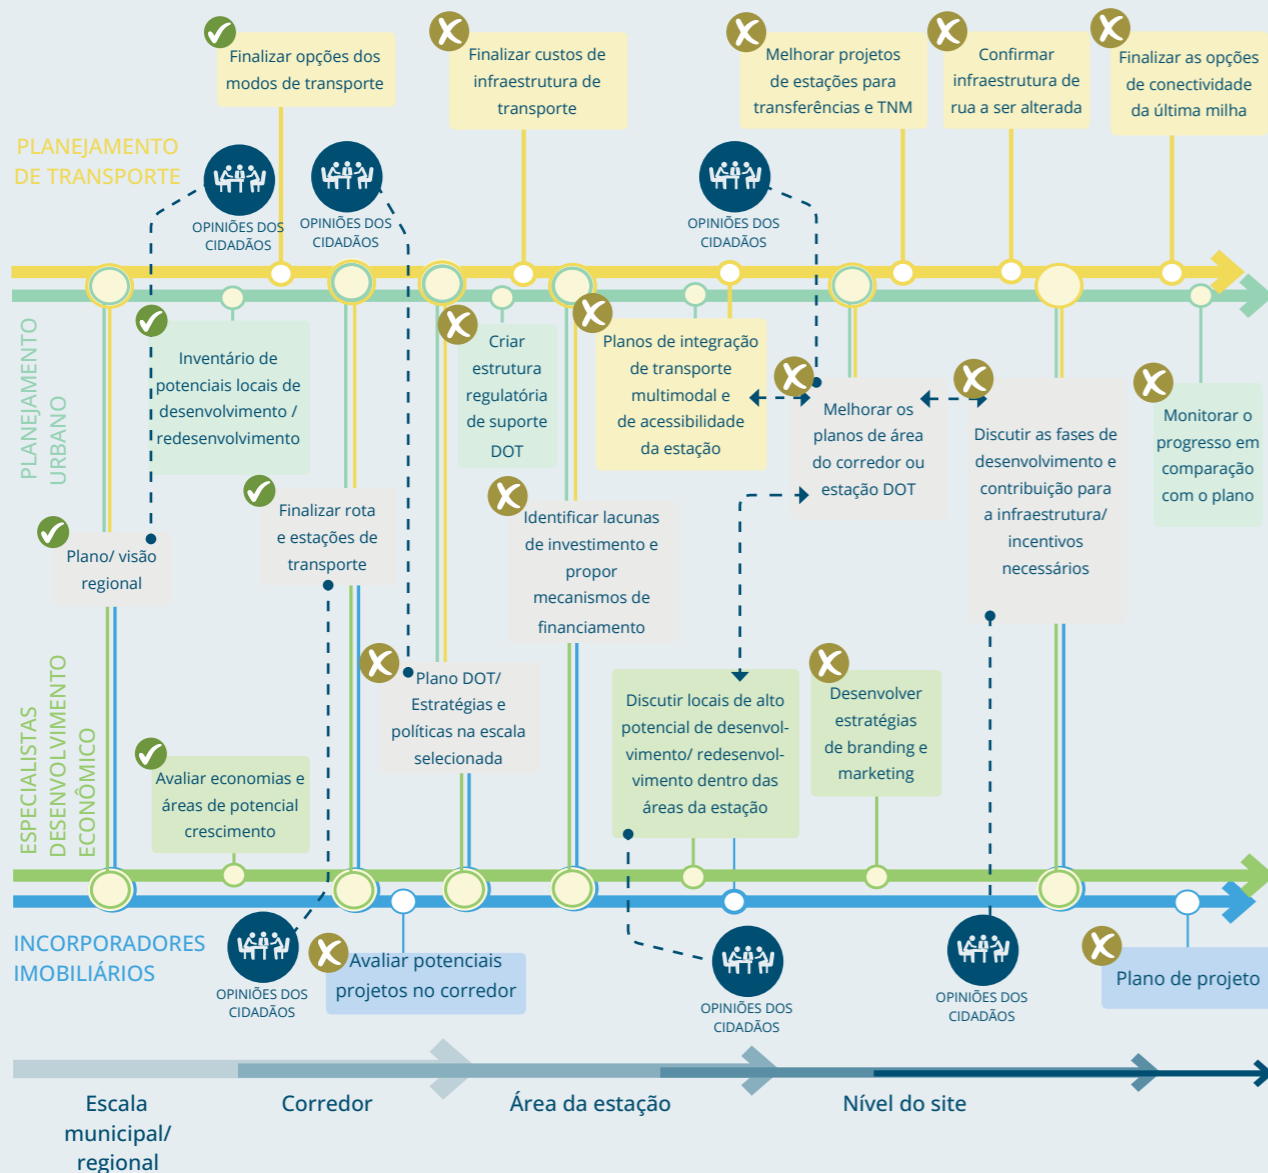 Finalizar opções dos
modos de transporte
Finalizar custos de
infraestrutura de
transporte
Melhorar projetos
de estações para
transferências e TNM
Confirmar
infraestrutura de
rua a ser alterada
Finalizar as opções
de conectividade
da última milha
PLANEJAMENTO
DE TRANSPORTE
OPINIÕES DOS
CIDADÃOS
OPINIÕES DOS
CIDADÃOS
OPINIÕES DOS
CIDADÃOS
PLANEJAMENTO
URBANO
Inventário de
potenciais locais de
desenvolvimento /
redesenvolvimento
Criar
estrutura
regulatória
de suporte
DOT
Planos de integração
de transporte
multimodal e
de acessibilidade
da estação
Melhorar os
planos de área
do corredor ou
estação DOT
Discutir as fases de
desenvolvimento e
contribuição para
a infraestrutura/
incentivos
necessários
Monitorar o
progresso em
comparação
com o plano
Plano/ visão
regional
Finalizar rota
e estações de
transporte
Identificar lacunas
de investimento e
propor
mecanismos de
financiamento
Plano DOT/
Estratégias e
políticas na escala
selecionada
ESPECIALISTAS
DESENVOLVIMENTO
ECONÔMICO
Avaliar economias e
áreas de potencial
crescimento
Discutir locais de alto
potencial de desenvol-
vimento/ redesenvol-
vimento dentro das
áreas da estação
Desenvolver
estratégias
de branding e
marketing
INCORPORADORES
IMOBILIÁRIOS
OPINIÕES DOS
CIDADÃOS
Avaliar potenciais
projetos no corredor
OPINIÕES DOS
CIDADÃOS
OPINIÕES DOS
CIDADÃOS
Plano de projeto
Escala
municipal/
regional
Corredor
Área da estação
Nível do site